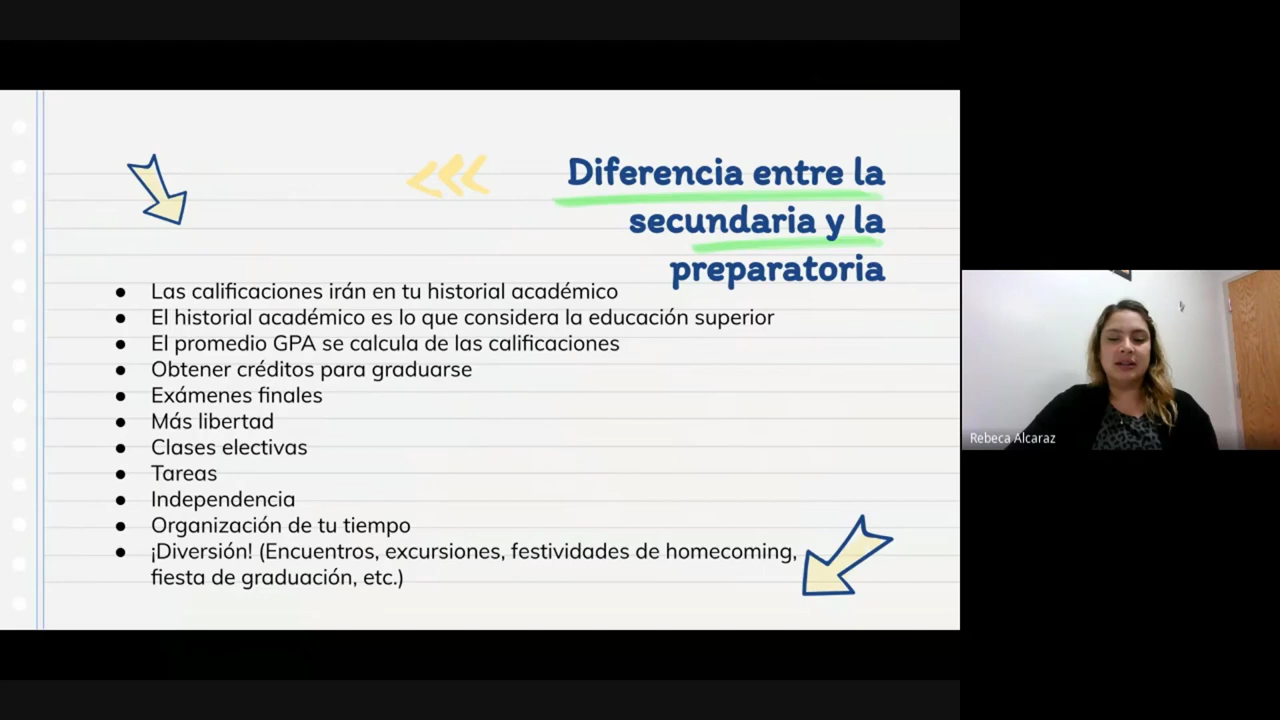 Diferencia entre la
secundaria y la
preparatoria
● Las calificaciones irán en tu historial académico
● El historial académico es lo que considera la educación superior
● El promedio GPA se calcula de las calificaciones
● Obtener créditos para graduarse
● Exámenes finales
● Más libertad
● Clases electivas
● Tareas
● Independencia
● Organización de tu tiempo
● ¡Diversión! (Encuentros, excursiones, festividades de homecoming,
fiesta de graduación, etc.)
Rebeca Alcaraz